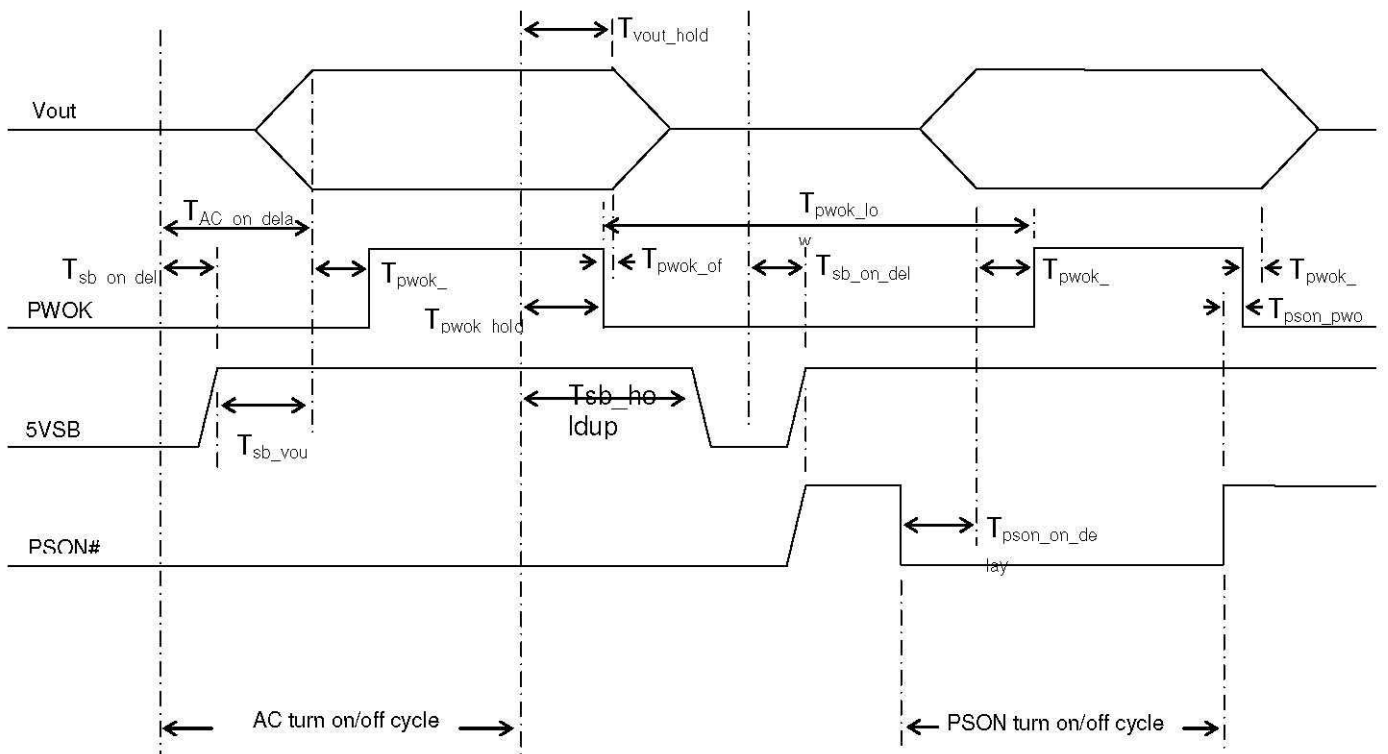 Tvout_hold
Vout
TAC_on_dela
Tpwok_lo
w
Tsb_on_del
Tpwok_
Tpwok_of
Tsb_on_del
Tpwok_
Tpwok_
PWOK
Tpwok_hold
Tpson_pwo
Tsb_ho
ldup
5VSB
Tsb_vou
PSON#
Tpson_on_de
lay
AC turn on/off cycle
PSON turn on/off cycle